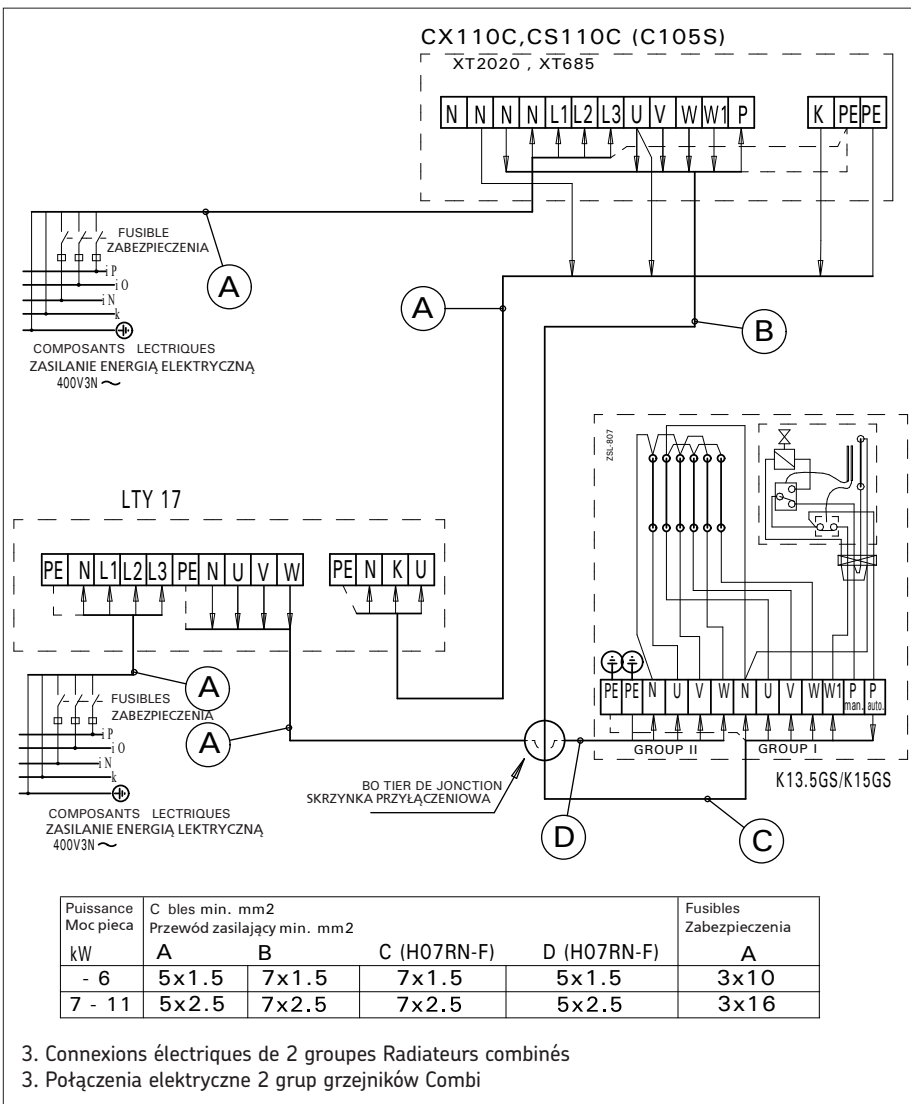 CX110C,CS110C (C105S)
XT2020 , XT685
N N N N L1 L2 L3 U V W W1 P K PE PE
FUSIBLE
ZABEZPIECZENIA
i P
i O
i N
k
COMPOSANTS LECTRIQUES
ZASILANIE ENERGIĄ ELEKTRYCZNĄ
400V3N ~
A
A
B
ZSL-807
LTY 17
PE N L1 L2 L3 PE N U V W PE N K U
A
FUSIBLES
ZABEZPIECZENIA
i P
i O
i N
k
COMPOSANTS LECTRIQUES
ZASILANIE ENERGIĄ LEKTRYCZNĄ
400V3N ~
A
PE PE N U V W N U V W W1 P man. P auto.
GROUP II GROUP I
K13.5GS/K15GS
BO TIER DE JONCTION
SKRZYNKA PRZYŁĄCZENIOWA
D
C
Puissance C bles min. mm2 Fusibles
Moc pieca Przewód zasilający min. mm2 Zabezpieczenia
kW A B C (H07RN-F) D (H07RN-F) A
- 6 5x1.5 7x1.5 7x1.5 5x1.5 3x10
7 - 11 5x2.5 7x2.5 7x2.5 5x2.5 3x16
3. Connexions électriques de 2 groupes Radiateurs combinés
3. Połączenia elektryczne 2 grup grzejników Combi